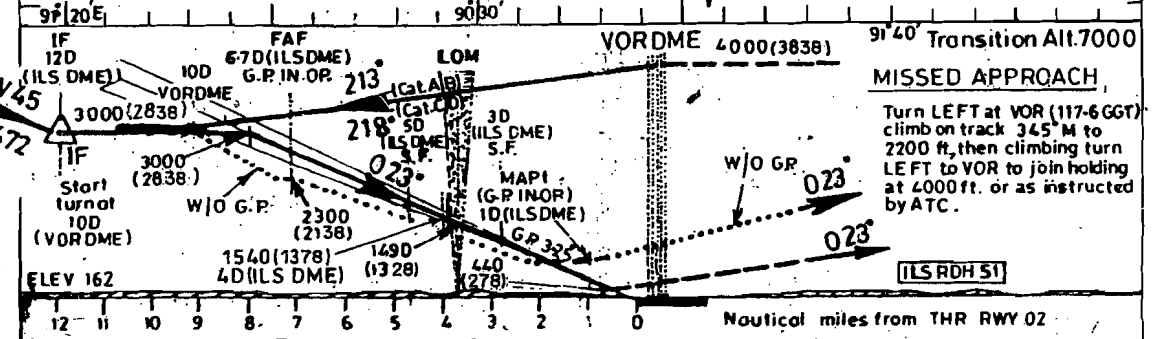 91° 20'E
90° 30'
91° 40'
Transition Alt.7000
IF
12D
(ILS DME)
FAF
6·7D(ILS DME)
G.P. IN.OP.
LOM
VORDME
4000(3838)
10D
VORDME
213°
(Cat.A,B)
(Cat.C,D)
218°
3000(2838)
IF
5D
(ILS DME)
S.F.
3D
(ILS DME)
S.F.
023°
3000
(2838)
Start
turn at
10D
(VORDME)
W/O G.P.
2300
(2138)
1540(1378)
4D(ILS DME)
1490
(1328)
MAPt
(G.P IN.OP)
1D(ILSDME)
G.P. 3·25°
440
(278)
W/O G.P.
023°
023°
MISSED APPROACH
Turn LEFT at VOR (117·6 GGT)
climb on track 345°M to
2200 ft, then climbing turn
LEFT to VOR to join holding
at 4000 ft. or as instructed
by ATC.
ILS RDH 51
ELEV 162
12 11 10 9 8 7 6 5 4 3 2 1 0
Nautical miles from THR RWY 02